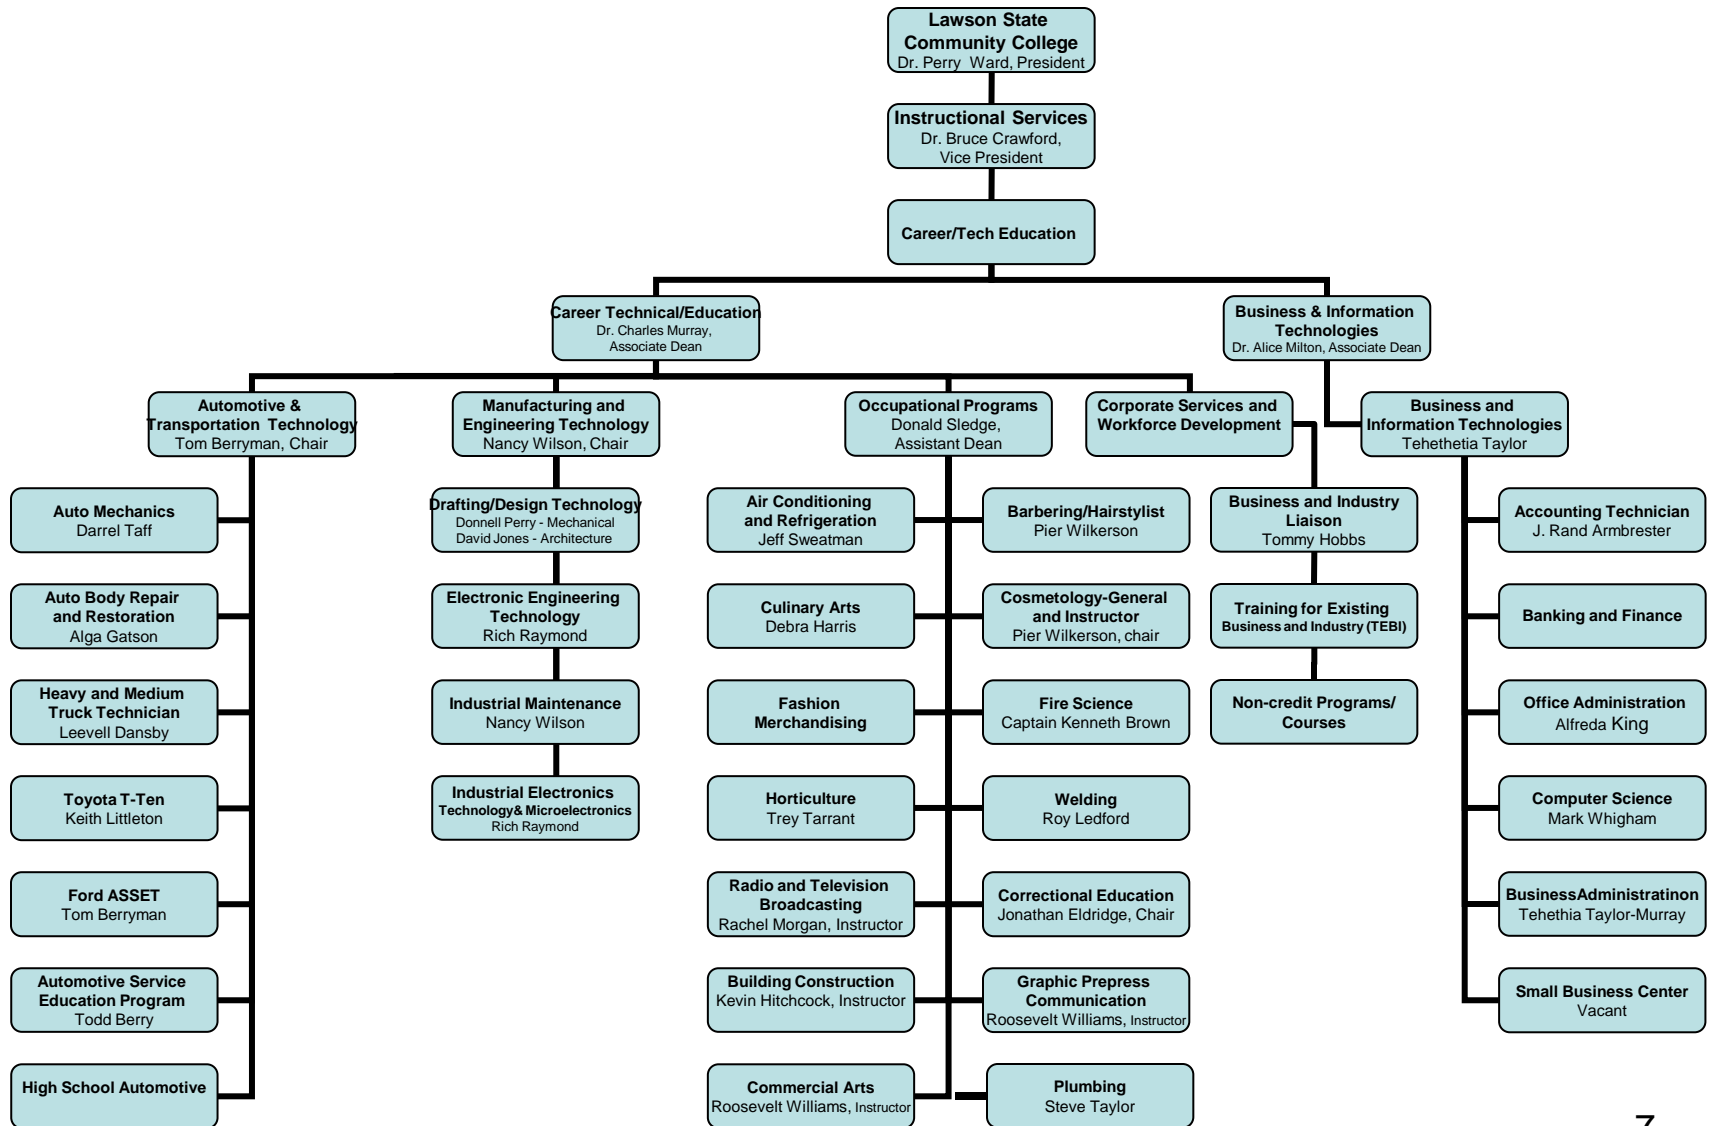 Lawson State
Community College
Dr. Perry Ward, President
Instructional Services
Dr. Bruce Crawford,
Vice President
Career/Tech Education
Career Technical/Education
Dr. Charles Murray,
Associate Dean
Business & Information
Technologies
Dr. Alice Milton, Associate Dean
Automotive &
Transportation Technology
Tom Berryman, Chair
Manufacturing and
Engineering Technology
Nancy Wilson, Chair
Occupational Programs
Donald Sledge,
Assistant Dean
Corporate Services and
Workforce Development
Business and
Information Technologies
Tehethetia Taylor
Auto Mechanics
Darrel Taff
Drafting/Design Technology
Donnell Perry - Mechanical
David Jones - Architecture
Air Conditioning
and Refrigeration
Jeff Sweatman
Barbering/Hairstylist
Pier Wilkerson
Business and Industry
Liaison
Tommy Hobbs
Accounting Technician
J. Rand Armbrester
Auto Body Repair
and Restoration
Alga Gatson
Electronic Engineering
Technology
Rich Raymond
Culinary Arts
Debra Harris
Cosmetology-General
and Instructor
Pier Wilkerson, chair
Training for Existing
Business and Industry (TEBI)
Banking and Finance
Heavy and Medium
Truck Technician
Leevell Dansby
Industrial Maintenance
Nancy Wilson
Fashion
Merchandising
Fire Science
Captain Kenneth Brown
Non-credit Programs/
Courses
Office Administration
Alfreda King
Toyota T-Ten
Keith Littleton
Industrial Electronics
Technology& Microelectronics
Rich Raymond
Horticulture
Trey Tarrant
Welding
Roy Ledford
Computer Science
Mark Whigham
Ford ASSET
Tom Berryman
Radio and Television
Broadcasting
Rachel Morgan, Instructor
Correctional Education
Jonathan Eldridge, Chair
BusinessAdministratinon
Tehethia Taylor-Murray
Automotive Service
Education Program
Todd Berry
Building Construction
Kevin Hitchcock, Instructor
Graphic Prepress
Communication
Roosevelt Williams, Instructor
Small Business Center
Vacant
High School Automotive
Commercial Arts
Roosevelt Williams, Instructor
Plumbing
Steve Taylor
7